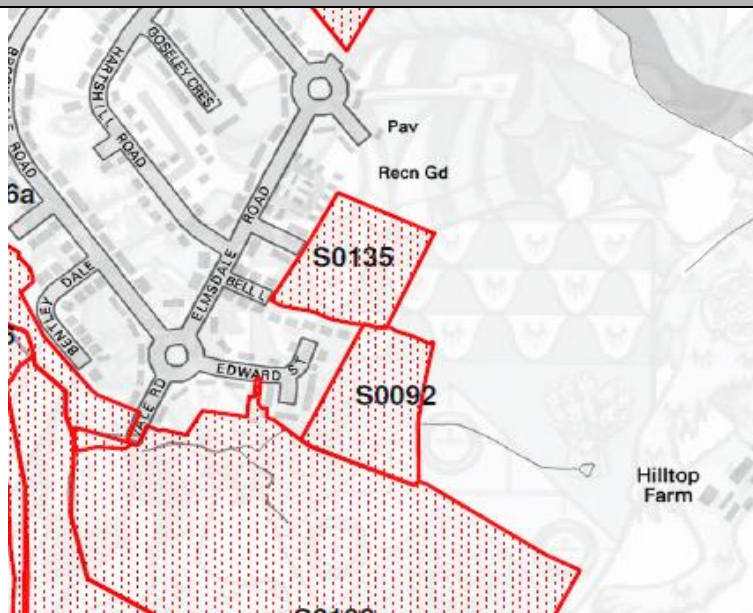 GOSELEY CRES
HARTSHILL ROAD
ROAD
Pav
Recn Gd
6a
ELMSDALE ROAD
S0135
BELL L
BENTLEY DALE
EDWARD ST
S0092
VALE RD
Hilltop
Farm